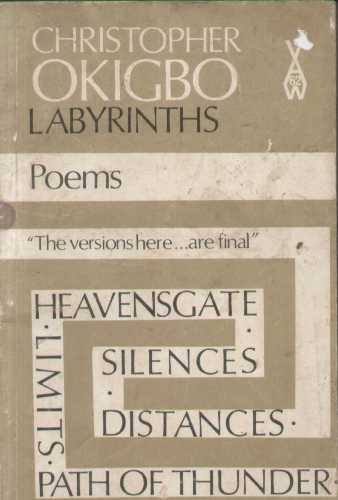 CHRISTOPHER
OKIGBO
LABYRINTHS
Poems
"The versions here...are final"
HEAVENSGATE ·
LIMITS ·
SILENCES ·
DISTANCES ·
PATH OF THUNDER ·